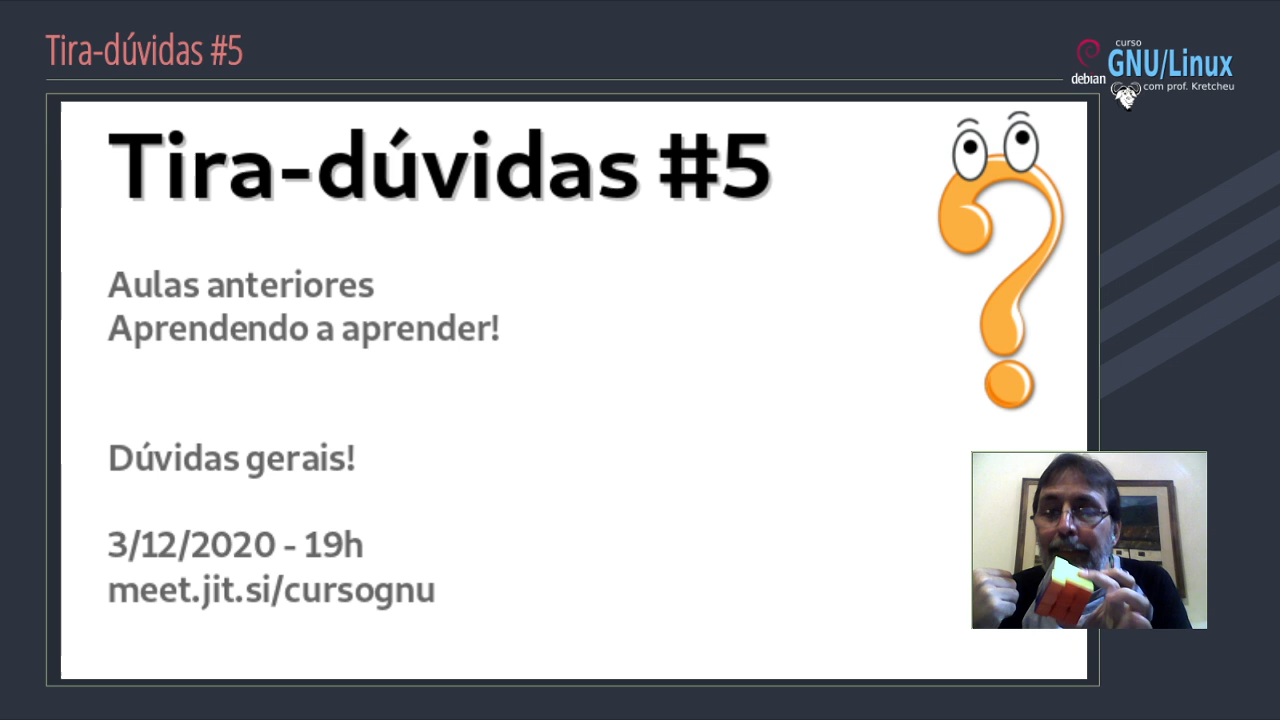 Tira-dúvidas #5
curso
GNU/Linux
debian
com prof. Kretcheu
Tira-dúvidas #5
Aulas anteriores
Aprendendo a aprender!
Dúvidas gerais!
3/12/2020 - 19h
meet.jit.si/cursognu